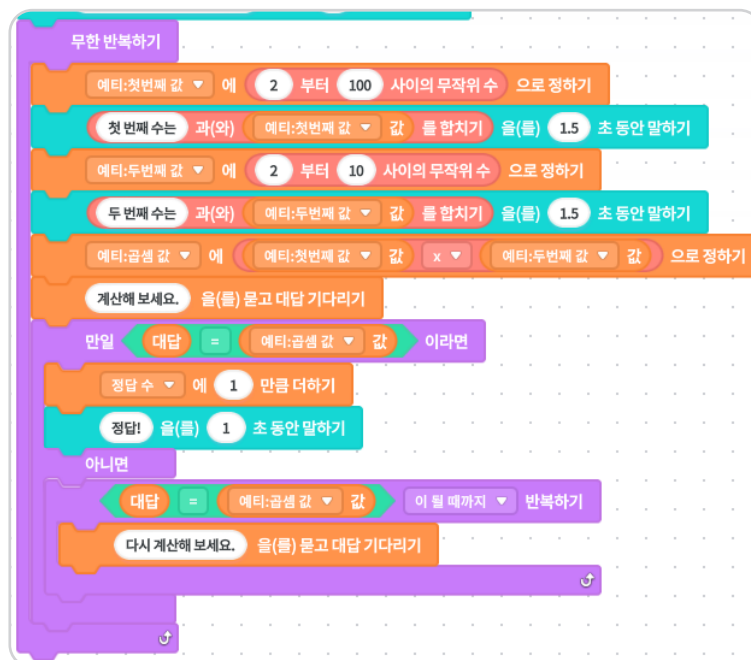 무한 반복하기
예티:첫번째 값 ▼ 에 2 부터 100 사이의 무작위 수 으로 정하기
첫 번째 수는 과(와) 예티:첫번째 값 ▼ 값 를 합치기 을(를) 1.5 초 동안 말하기
예티:두번째 값 ▼ 에 2 부터 10 사이의 무작위 수 으로 정하기
두 번째 수는 과(와) 예티:두번째 값 ▼ 값 를 합치기 을(를) 1.5 초 동안 말하기
예티:곱셈 값 ▼ 에 예티:첫번째 값 ▼ 값 x ▼ 예티:두번째 값 ▼ 값 으로 정하기
계산해 보세요. 을(를) 묻고 대답 기다리기
만일 대답 = 예티:곱셈 값 ▼ 값 이라면
정답 수 ▼ 에 1 만큼 더하기
정답! 을(를) 1 초 동안 말하기
아니면
대답 = 예티:곱셈 값 ▼ 값 이 될 때까지 ▼ 반복하기
다시 계산해 보세요. 을(를) 묻고 대답 기다리기